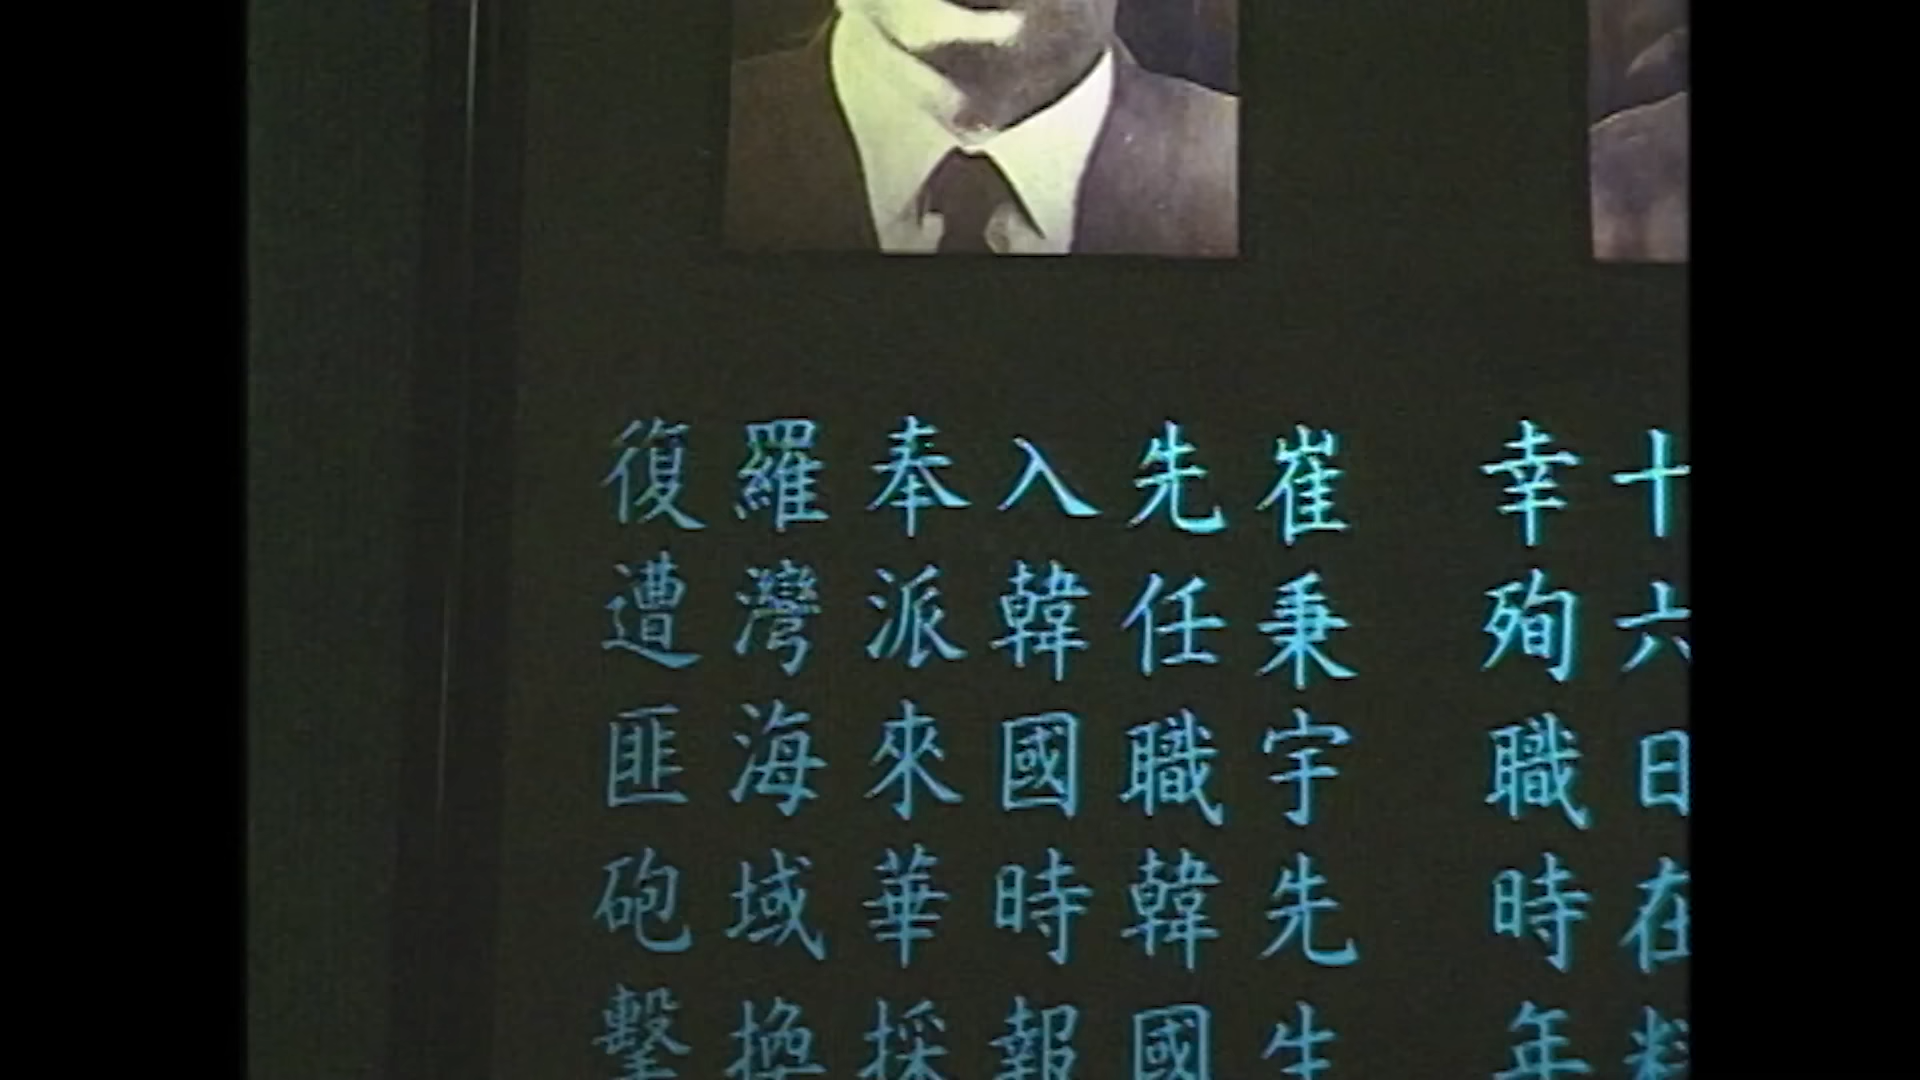 十六日在料
幸殉職時年
崔秉宇先生
先任職韓國
入韓國時報
奉派來華採
羅灣海域換
復遭匪砲擊